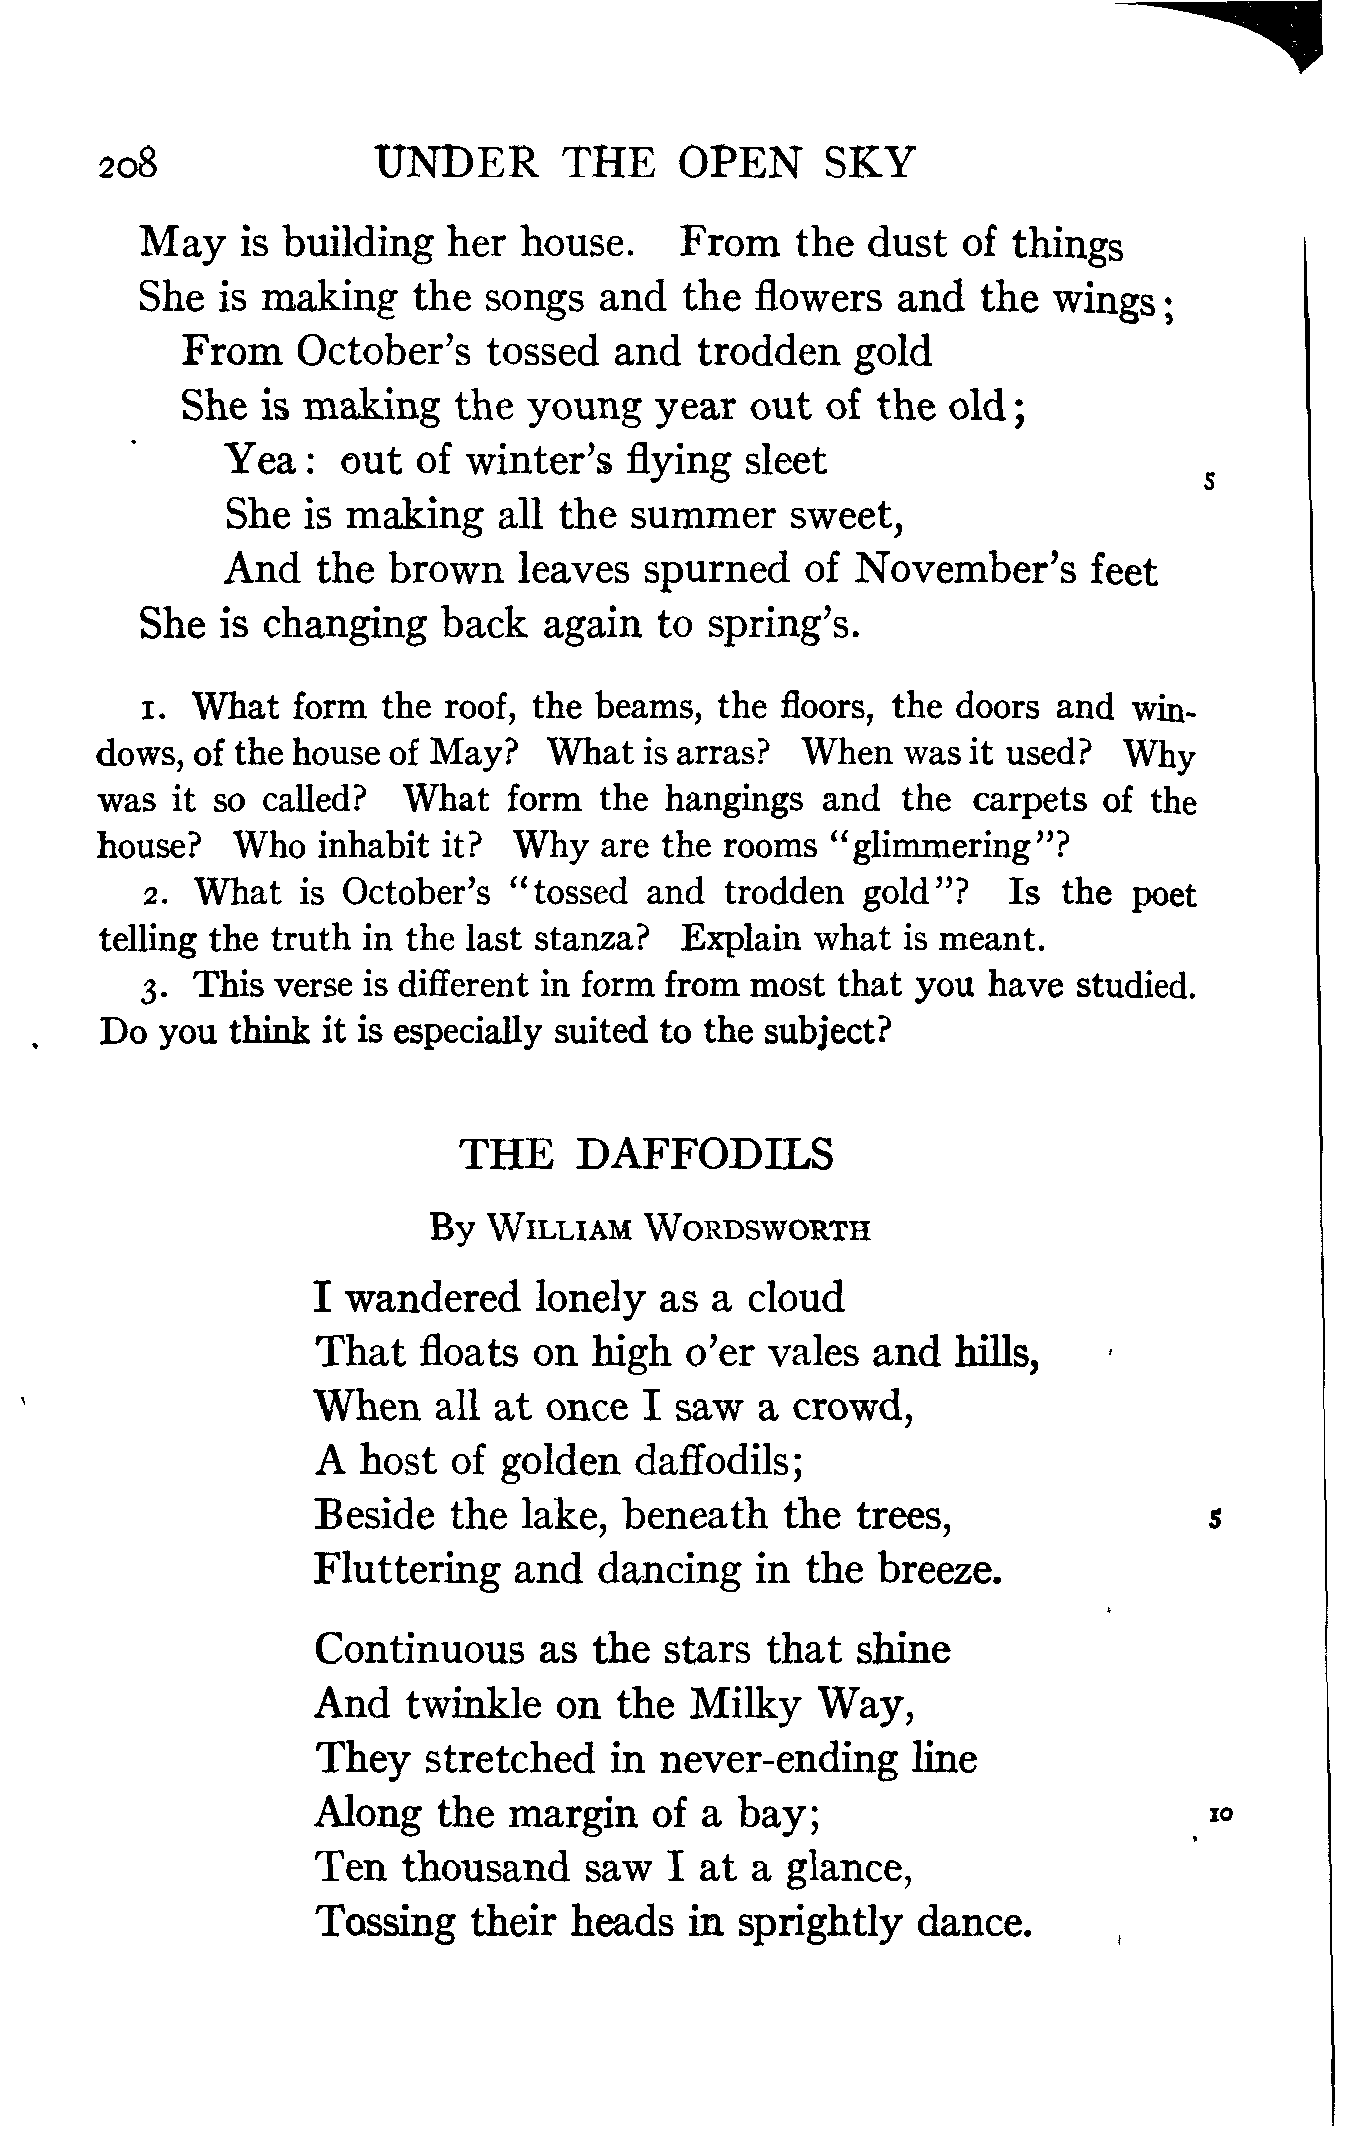 208 UNDER THE OPEN SKY
May is building her house. From the dust of things
She is making the songs and the flowers and the wings;
From October's tossed and trodden gold
She is making the young year out of the old;
Yea: out of winter's flying sleet 5
She is making all the summer sweet,
And the brown leaves spurned of November's feet
She is changing back again to spring's.
1. What form the roof, the beams, the floors, the doors and win-
dows, of the house of May? What is arras? When was it used? Why
was it so called? What form the hangings and the carpets of the
house? Who inhabit it? Why are the rooms "glimmering"?
2. What is October's "tossed and trodden gold"? Is the poet
telling the truth in the last stanza? Explain what is meant.
3. This verse is different in form from most that you have studied.
Do you think it is especially suited to the subject?
THE DAFFODILS
By WILLIAM WORDSWORTH
I wandered lonely as a cloud
That floats on high o'er vales and hills,
When all at once I saw a crowd,
A host of golden daffodils;
Beside the lake, beneath the trees, 5
Fluttering and dancing in the breeze.
Continuous as the stars that shine
And twinkle on the Milky Way,
They stretched in never-ending line
Along the margin of a bay; 10
Ten thousand saw I at a glance,
Tossing their heads in sprightly dance.